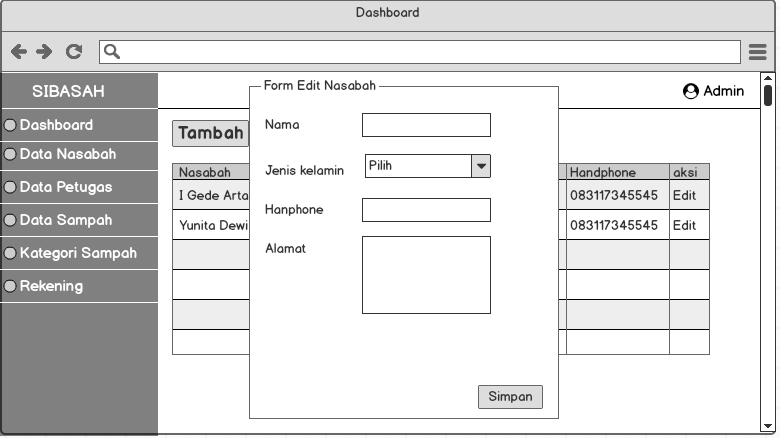 Dashboard
SIBASAH
Admin
Dashboard
Data Nasabah
Data Petugas
Data Sampah
Kategori Sampah
Rekening
Tambah
Nasabah Handphone aksi
I Gede Arta 083117345545 Edit
Yunita Dewi 083117345545 Edit
Form Edit Nasabah
Nama
Jenis kelamin Pilih
Hanphone
Alamat
Simpan